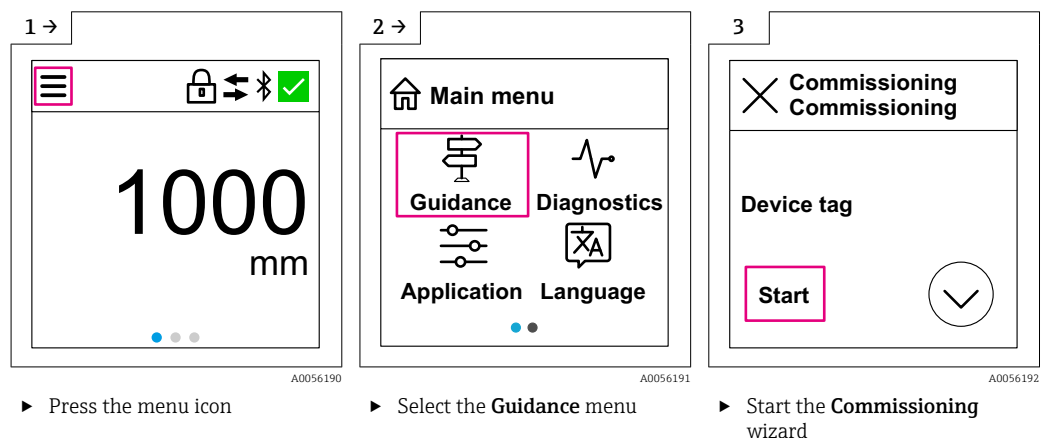 1 →
1000
mm
A0056190
▶ Press the menu icon
2 →
Main menu
Guidance Diagnostics
Application Language
A0056191
▶ Select the Guidance menu
3
Commissioning
Commissioning
Device tag
Start
A0056192
▶ Start the Commissioning
wizard